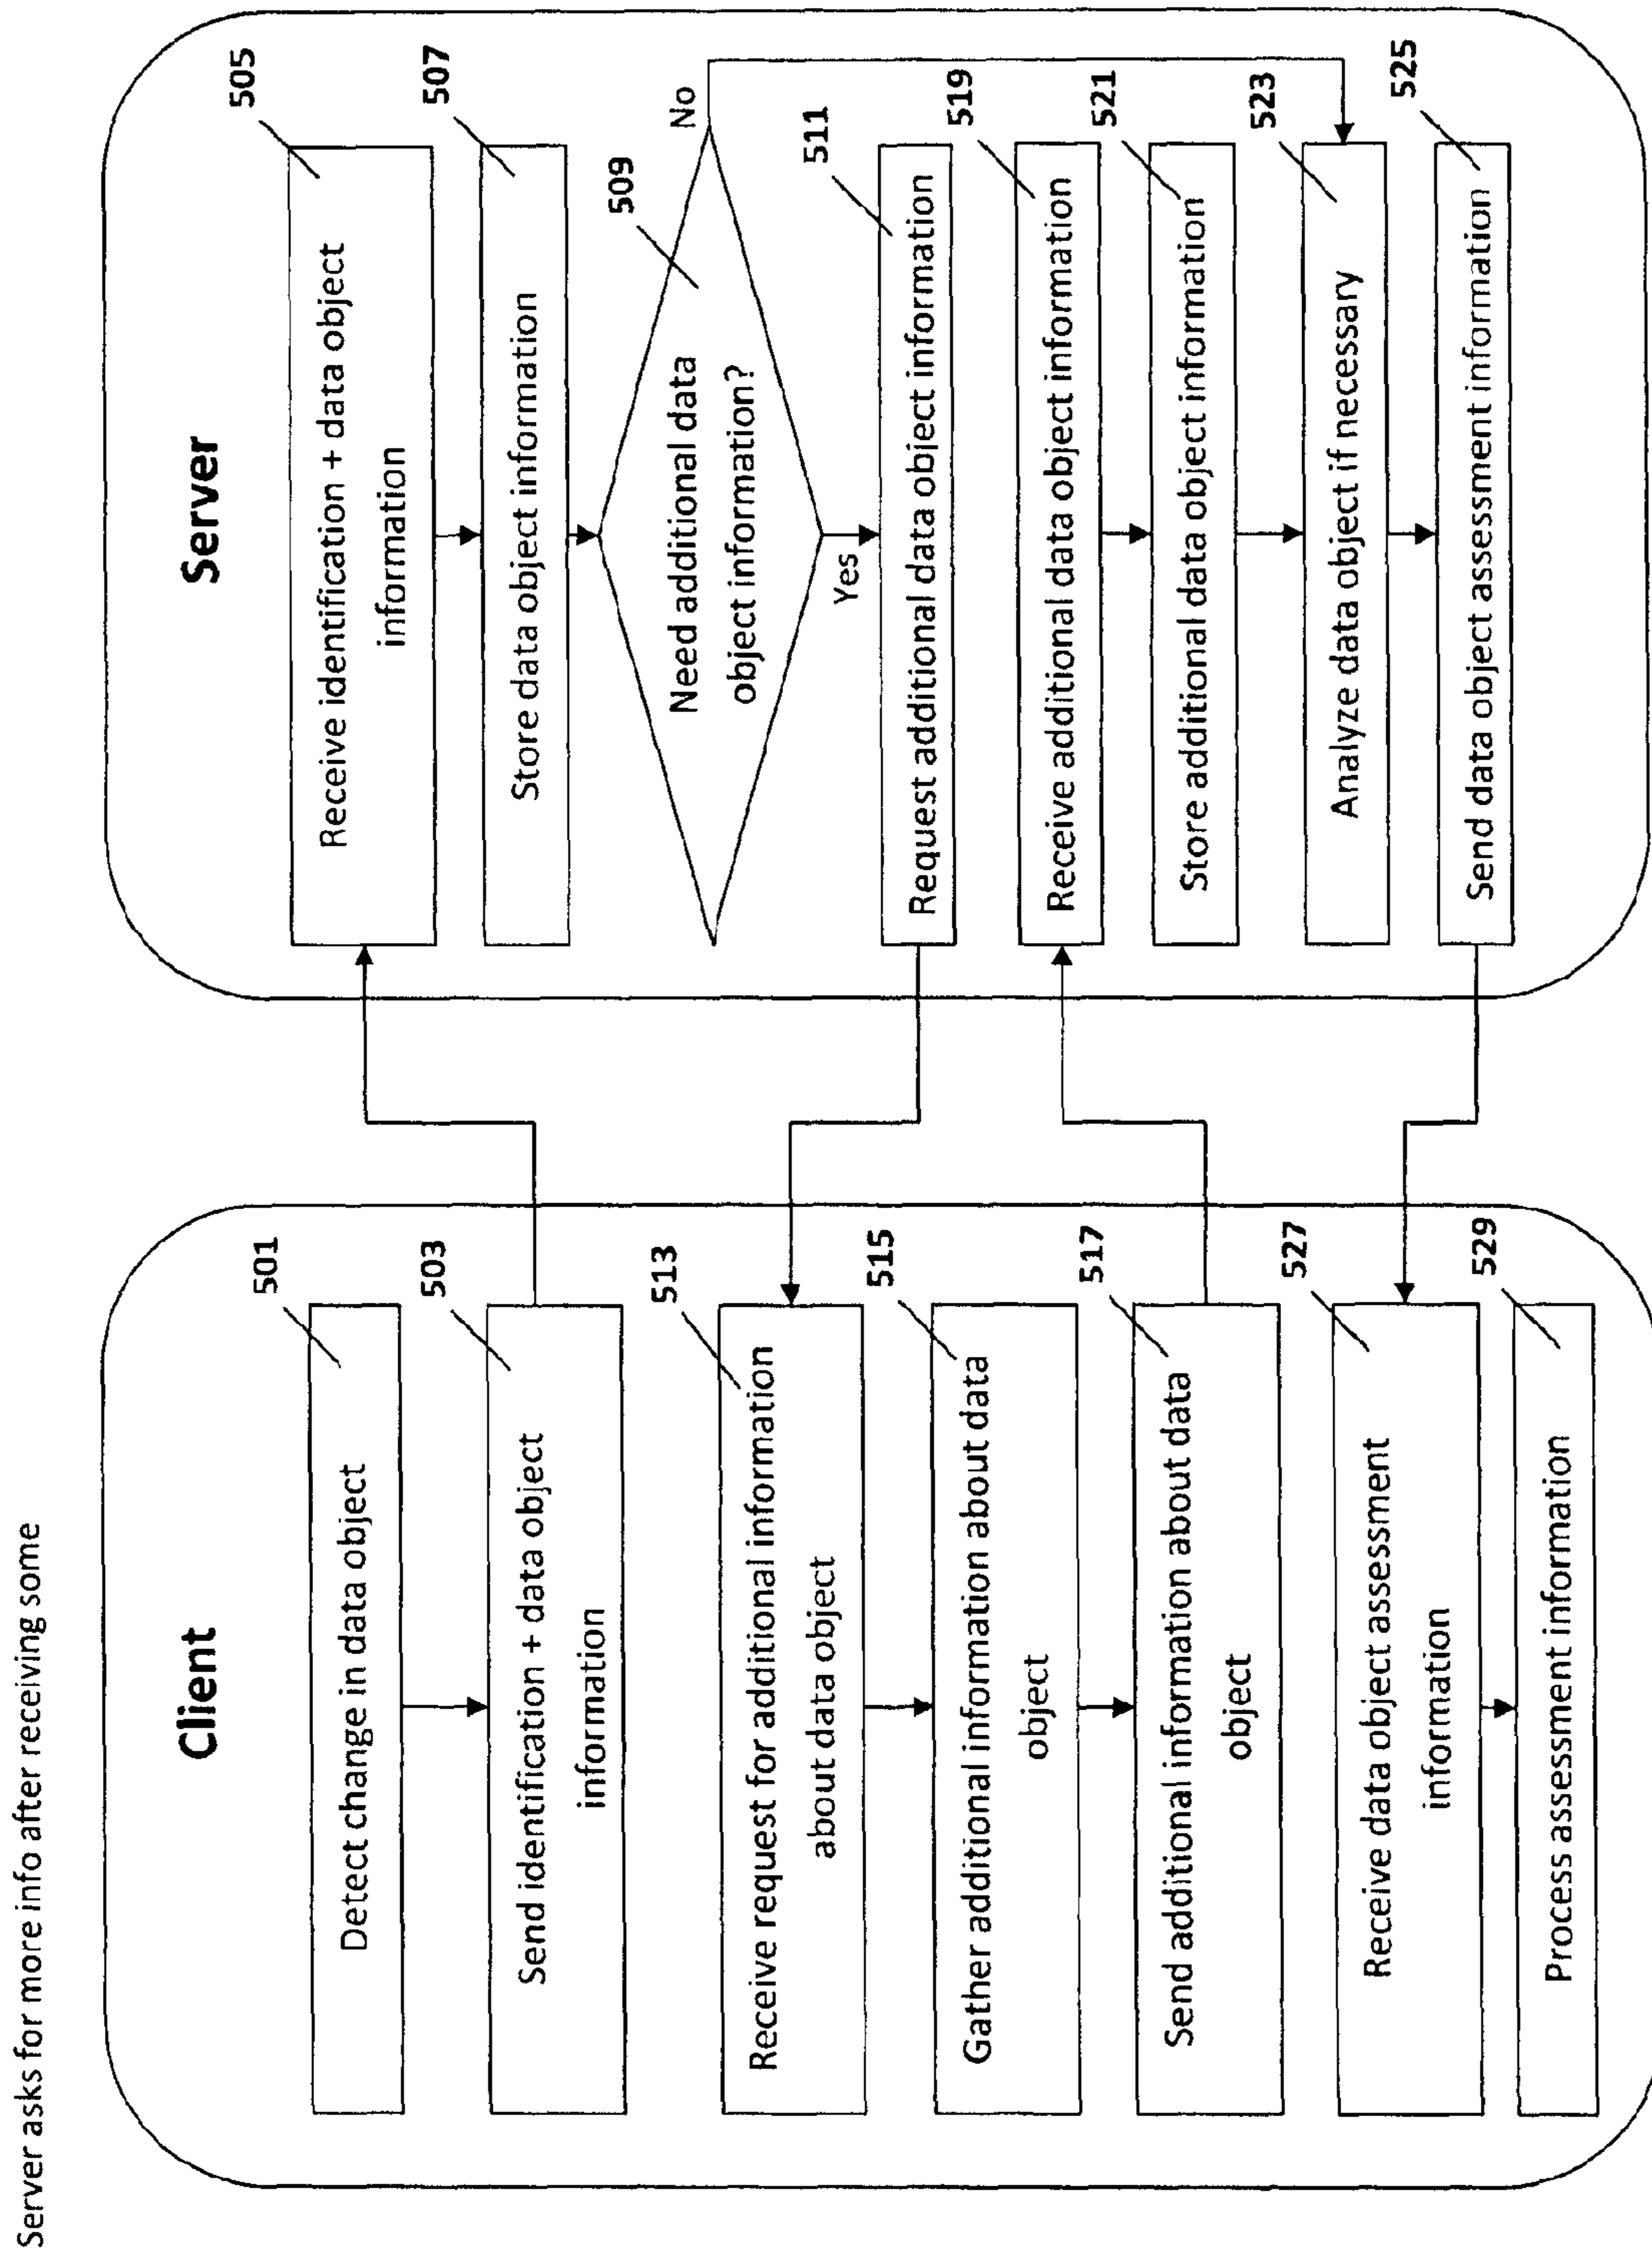 Server asks for more info after receiving some
Client
501
Detect change in data object
503
Send identification + data object
information
513
Receive request for additional information
about data object
515
Gather additional information about data
object
517
Send additional information about data
object
527
Receive data object assessment
information
529
Process assessment information
Server
505
Receive identification + data object
information
507
Store data object information
509
Need additional data
object information?
No
Yes
511
Request additional data object information
519
Receive additional data object information
521
Store additional data object information
523
Analyze data object if necessary
525
Send data object assessment information